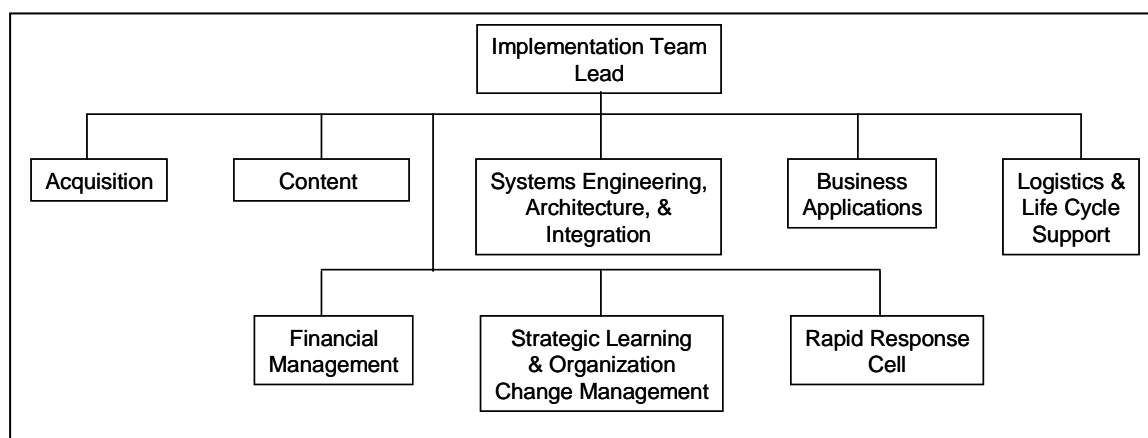 Implementation Team
Lead
Acquisition
Content
Systems Engineering,
Architecture, &
Integration
Business
Applications
Logistics &
Life Cycle
Support
Financial
Management
Strategic Learning
& Organization
Change Management
Rapid Response
Cell